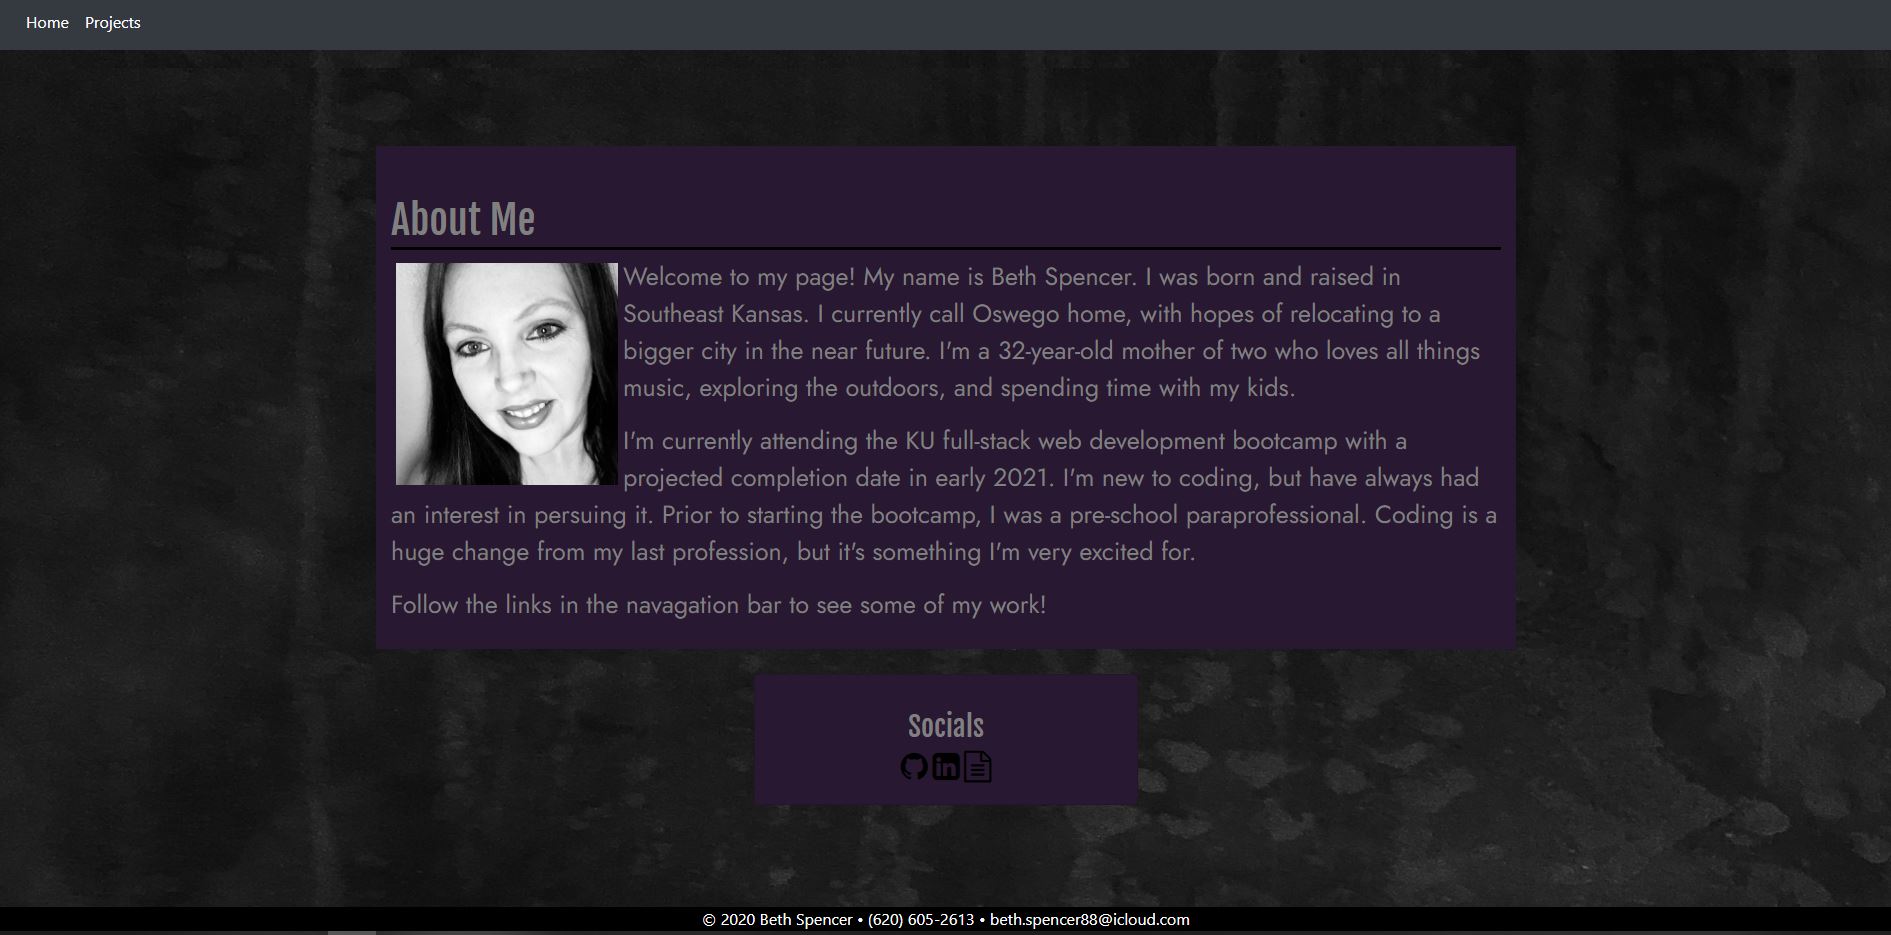 Home Projects
About Me
Welcome to my page! My name is Beth Spencer. I was born and raised in
Southeast Kansas. I currently call Oswego home, with hopes of relocating to a
bigger city in the near future. I'm a 32-year-old mother of two who loves all things
music, exploring the outdoors, and spending time with my kids.
I'm currently attending the KU full-stack web development bootcamp with a
projected completion date in early 2021. I'm new to coding, but have always had
an interest in persuing it. Prior to starting the bootcamp, I was a pre-school paraprofessional. Coding is a
huge change from my last profession, but it's something I'm very excited for.
Follow the links in the navagation bar to see some of my work!
Socials
in
© 2020 Beth Spencer • (620) 605-2613 • beth.spencer88@icloud.com